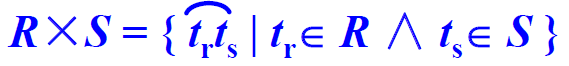 R×S = { t͡ᵣtₛ | tᵣ∈ R ∧ tₛ∈ S }